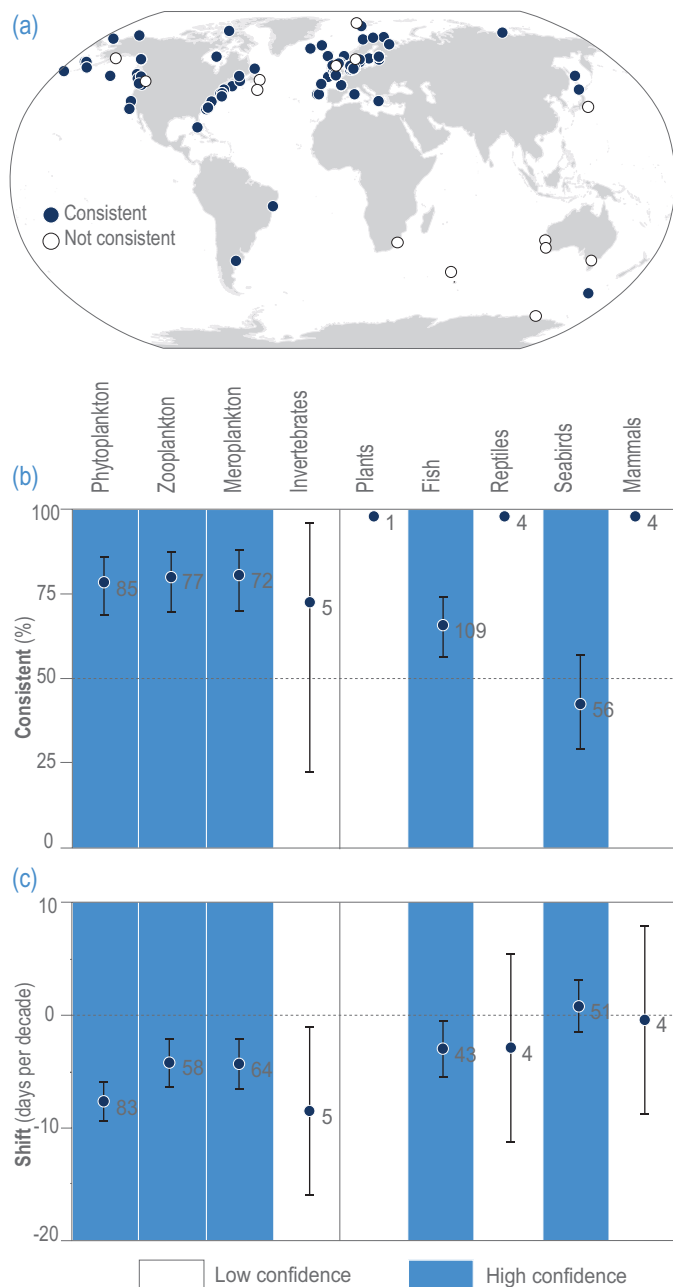 (a)
Consistent
Not consistent
Phytoplankton
Zooplankton
Meroplankton
Invertebrates
Plants
Fish
Reptiles
Seabirds
Mammals
(b)
100
75
50
25
0
Consistent (%)
85
77
72
5
1
109
4
56
4
(c)
10
0
-10
-20
Shift (days per decade)
83
58
64
5
43
4
51
4
Low confidence
High confidence